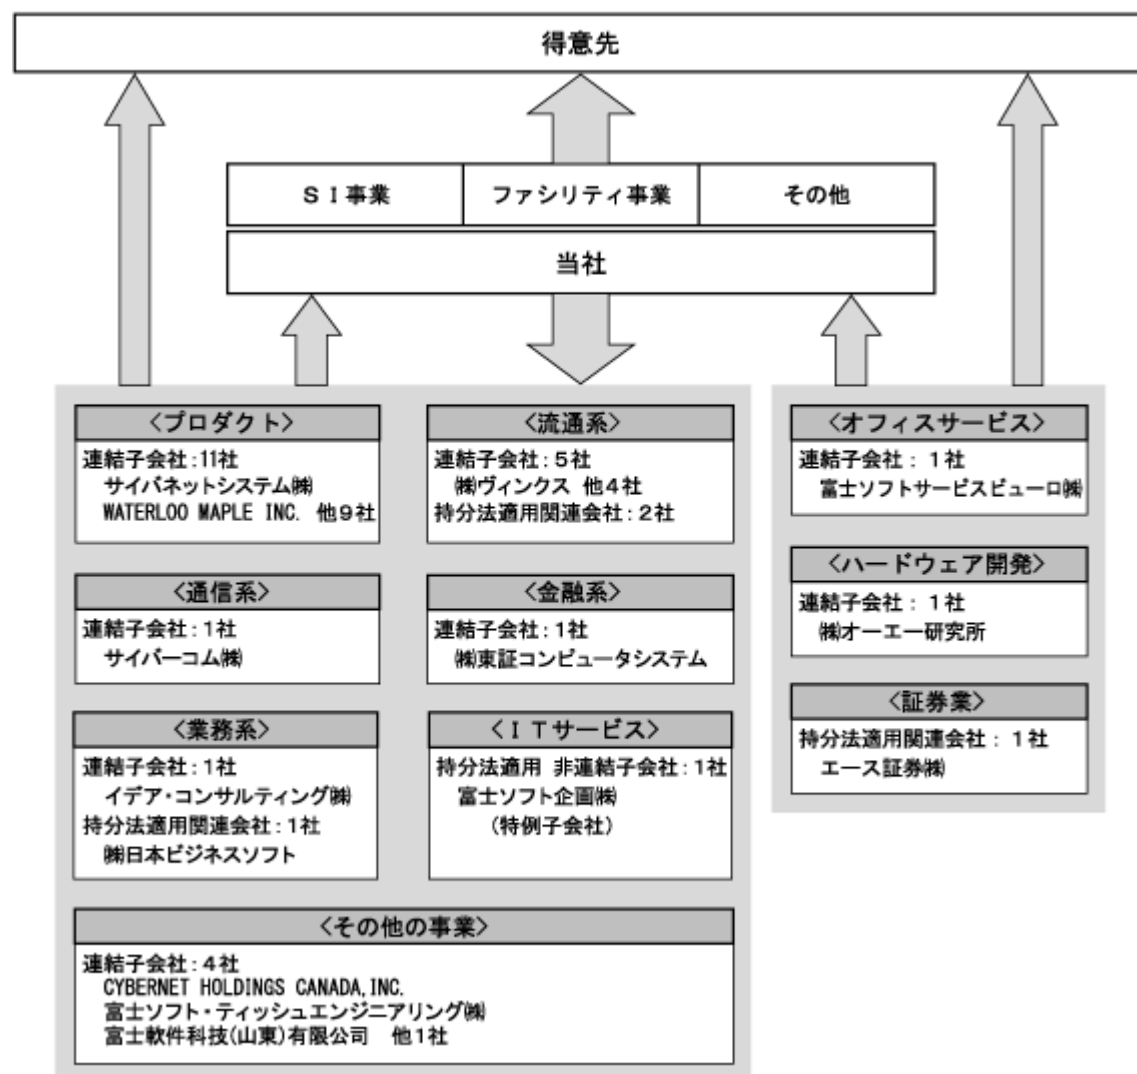 得意先
ＳＩ事業
ファシリティ事業
その他
当社
〈プロダクト〉
連結子会社：11社
サイバネットシステム㈱
WATERLOO MAPLE INC. 他９社
〈流通系〉
連結子会社：５社
㈱ヴィンクス 他４社
持分法適用関連会社：２社
〈オフィスサービス〉
連結子会社： １社
富士ソフトサービスビューロ㈱
〈通信系〉
連結子会社：１社
サイバーコム㈱
〈金融系〉
連結子会社：１社
㈱東証コンピュータシステム
〈ハードウェア開発〉
連結子会社： １社
㈱オーエー研究所
〈業務系〉
連結子会社：１社
イデア・コンサルティング㈱
持分法適用関連会社：１社
㈱日本ビジネスソフト
〈ＩＴサービス〉
持分法適用 非連結子会社：１社
富士ソフト企画㈱
（特例子会社）
〈証券業〉
持分法適用関連会社： １社
エース証券㈱
〈その他の事業〉
連結子会社：４社
CYBERNET HOLDINGS CANADA,INC.
富士ソフト・ティッシュエンジニアリング㈱
富士軟件科技(山東)有限公司　他１社